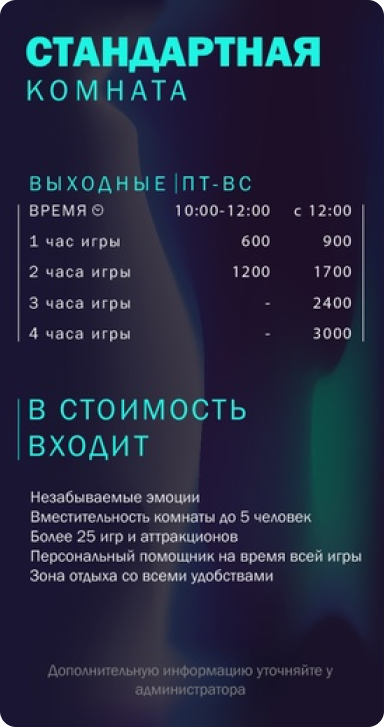 СТАНДАРТНАЯ
КОМНАТА
ВЫХОДНЫЕ|ПТ-ВС
ВРЕМЯ 10:00-12:00 с 12:00
1 час игры 600 900
2 часа игры 1200 1700
3 часа игры - 2400
4 часа игры - 3000
В СТОИМОСТЬ
ВХОДИТ
Незабываемые эмоции
Вместительность комнаты до 5 человек
Более 25 игр и аттракционов
Персональный помощник на время всей игры
Зона отдыха со всеми удобствами
Дополнительную информацию уточняйте у
администратора